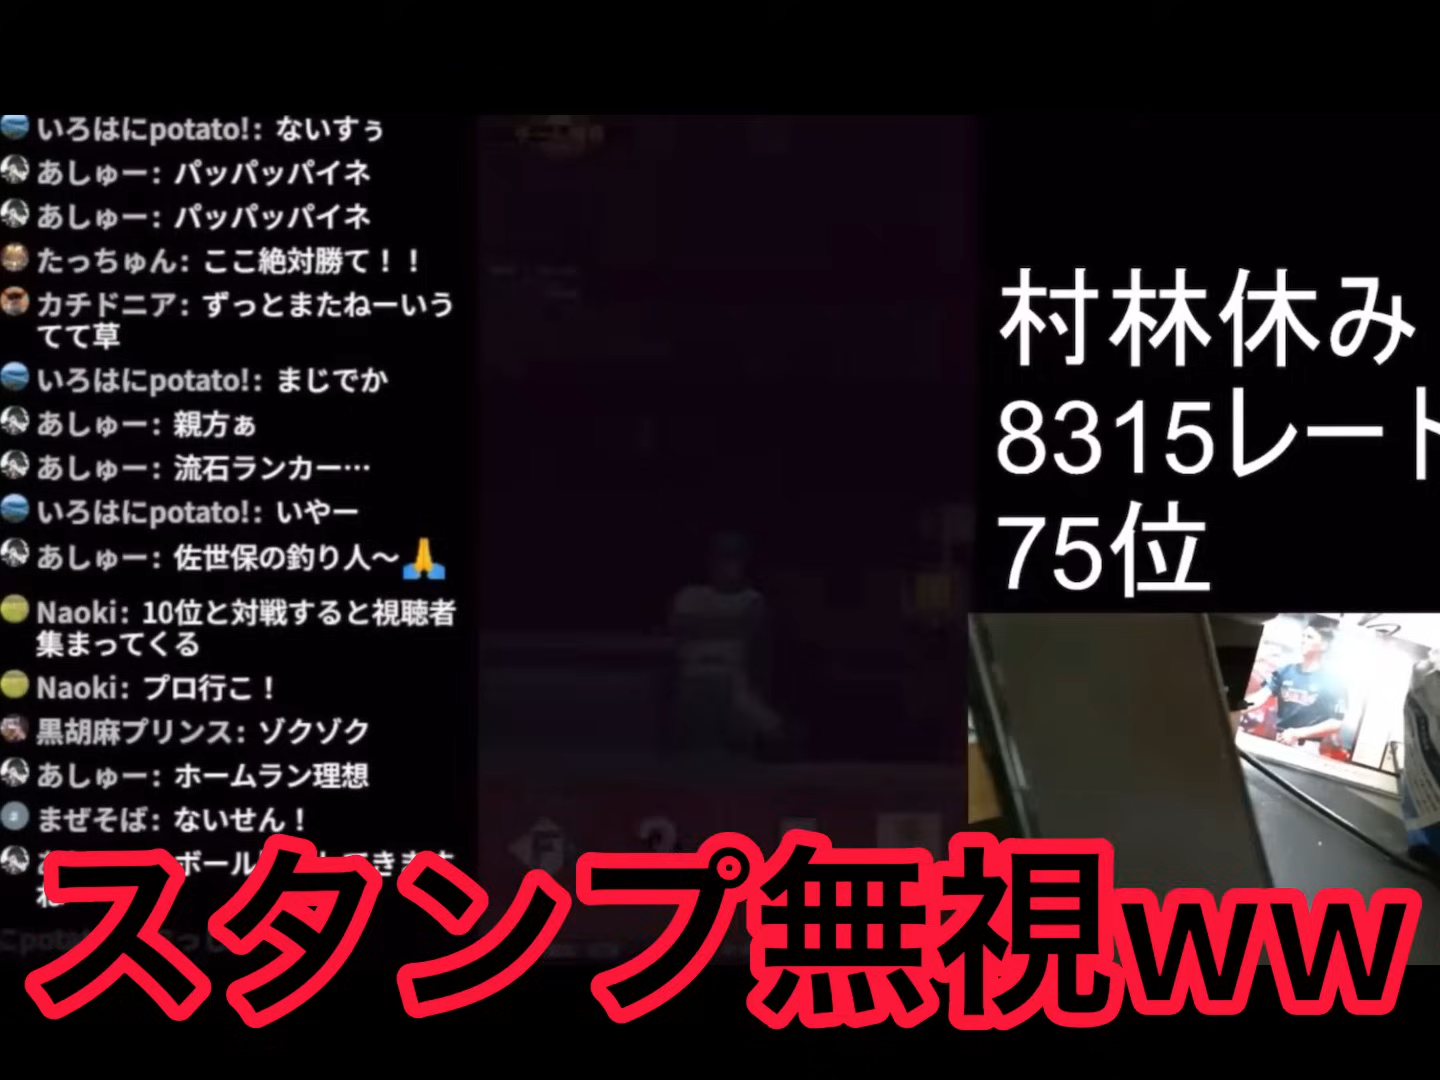 いろはにpotato!: ないすぅ
あしゅー: パッパッパイネ
あしゅー: パッパッパイネ
たっちゅん: ここ絶対勝て！！
カチドニア: ずっとまたねーいう
てて草
いろはにpotato!: まじでか
あしゅー: 親方ぁ
あしゅー: 流石ランカー…
いろはにpotato!: いやー
あしゅー: 佐世保の釣り人〜🙏
Naoki: 10位と対戦すると視聴者
集まってくる
Naoki: プロ行こ！
黒胡麻プリンス: ゾクゾク
あしゅー: ホームラン理想
まぜそば: ないせん！
村林休み
8315レート
75位
スタンプ無視ww